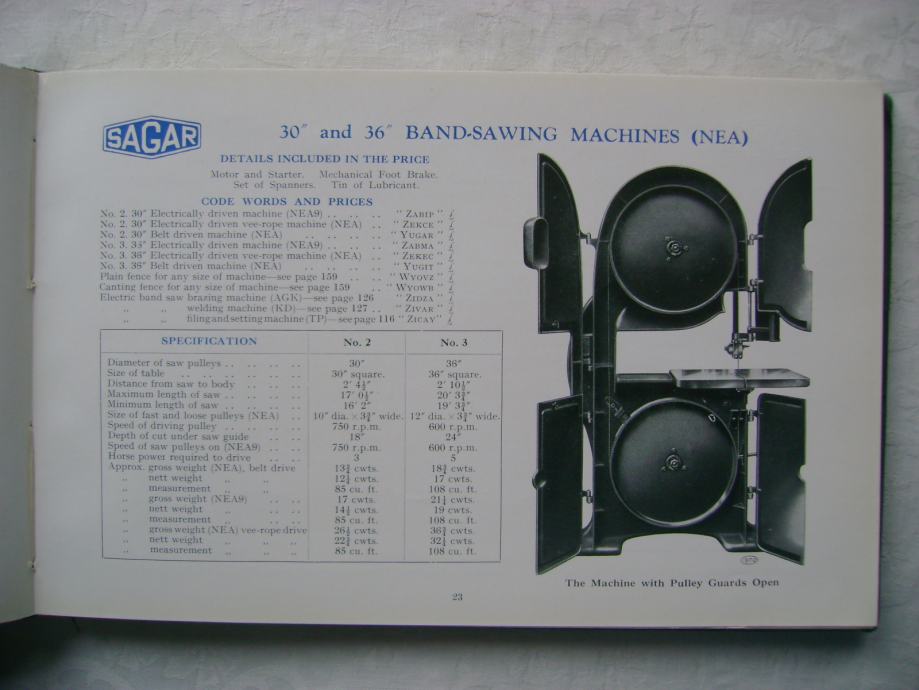 SAGAR
30″ and 36″ BAND-SAWING MACHINES (NEA)
DETAILS INCLUDED IN THE PRICE
Motor and Starter. Mechanical Foot Brake.
Set of Spanners. Tin of Lubricant.
CODE WORDS AND PRICES
No. 2. 30″ Electrically driven machine (NEA9) .. .. .. "ZABIP" £
No. 2. 30″ Electrically driven vee-rope machine (NEA) .. "ZEKCE" £
No. 2. 30″ Belt driven machine (NEA) .. .. .. .. "YUGAR" £
No. 3. 36″ Electrically driven machine (NEA9) .. .. .. "ZABMA" £
No. 3. 36″ Electrically driven vee-rope machine (NEA) .. "ZEKEC" £
No. 3. 36″ Belt driven machine (NEA) .. .. .. .. "YUGIT" £
Plain fence for any size of machine—see page 159 .. .. "WYOVZ" £
Canting fence for any size of machine—see page 159 .. "WYOWB" £
Electric band saw brazing machine (AGK)—see page 126 "ZIDZA" £
,, ,, welding machine (KD)—see page 127 .. "ZIVAR" £
,, ,, filing and setting machine (TP)—see page 116 "ZICAY" £
SPECIFICATION No. 2 No. 3
Diameter of saw pulleys .. .. .. .. 30″ 36″
Size of table .. .. .. .. .. .. 30″ square. 36″ square.
Distance from saw to body .. .. .. 2′ 4½″ 2′ 10½″
Maximum length of saw .. .. .. .. 17′ 0½″ 20′ 3¾″
Minimum length of saw .. .. .. .. 16′ 2″ 19′ 3¾″
Size of fast and loose pulleys (NEA) .. 10″ dia. × 3¾″ wide. 12″ dia. × 3¾″ wide.
Speed of driving pulley .. .. .. .. 750 r.p.m. 600 r.p.m.
Depth of cut under saw guide .. .. 18″ 24″
Speed of saw pulleys on (NEA9) .. .. 750 r.p.m. 600 r.p.m.
Horse power required to drive .. .. 3 5
Approx. gross weight (NEA), belt drive 13¾ cwts. 18¾ cwts.
,, nett weight ,, ,, 12¼ cwts. 17 cwts.
,, measurement ,, ,, 85 cu. ft. 108 cu. ft.
,, gross weight (NEA9) .. .. 17 cwts. 21¼ cwts.
,, nett weight ,, .. .. 14½ cwts. 19 cwts.
,, measurement ,, .. .. 85 cu. ft. 108 cu. ft.
,, gross weight (NEA) vee-rope drive 26½ cwts. 36¾ cwts.
,, nett weight ,, ,, ,, 22¾ cwts. 32½ cwts.
,, measurement ,, ,, ,, 85 cu. ft. 108 cu. ft.
The Machine with Pulley Guards Open
23